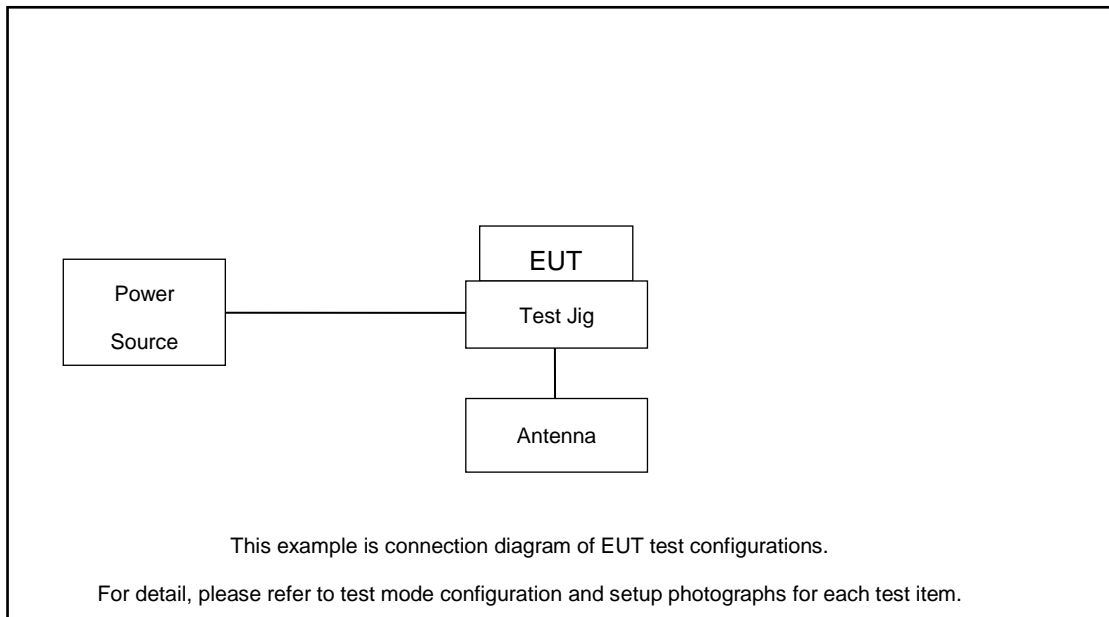 EUT
Power
Source
Test Jig
Antenna
This example is connection diagram of EUT test configurations.
For detail, please refer to test mode configuration and setup photographs for each test item.